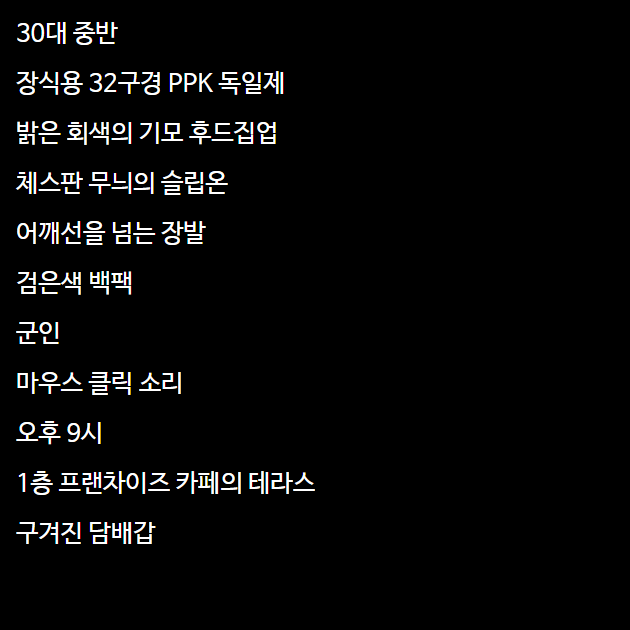 30대 중반
장식용 32구경 PPK 독일제
밝은 회색의 기모 후드집업
체스판 무늬의 슬립온
어깨선을 넘는 장발
검은색 백팩
군인
마우스 클릭 소리
오후 9시
1층 프랜차이즈 카페의 테라스
구겨진 담배갑